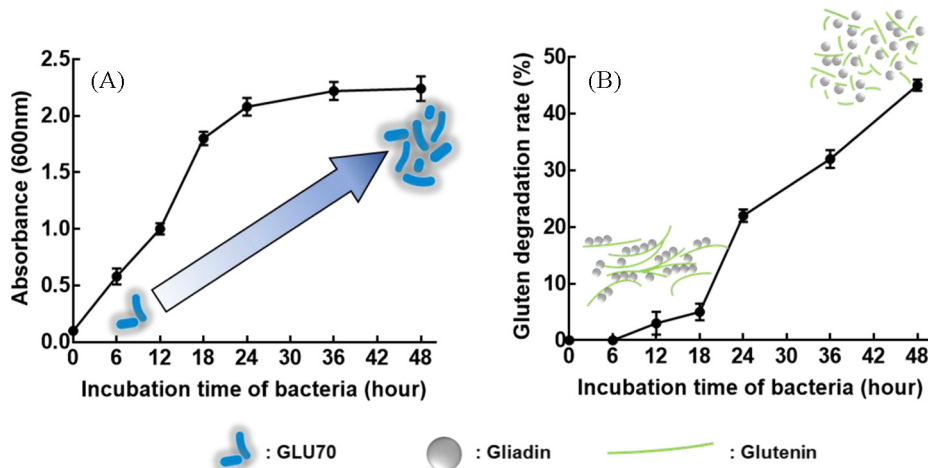 (A)
Absorbance (600nm)
2.5
2.0
1.5
1.0
0.5
0.0
0 6 12 18 24 30 36 42 48
Incubation time of bacteria (hour)
(B)
Gluten degradation rate (%)
50
40
30
20
10
0
0 6 12 18 24 30 36 42 48
Incubation time of bacteria (hour)
: GLU70 : Gliadin : Glutenin